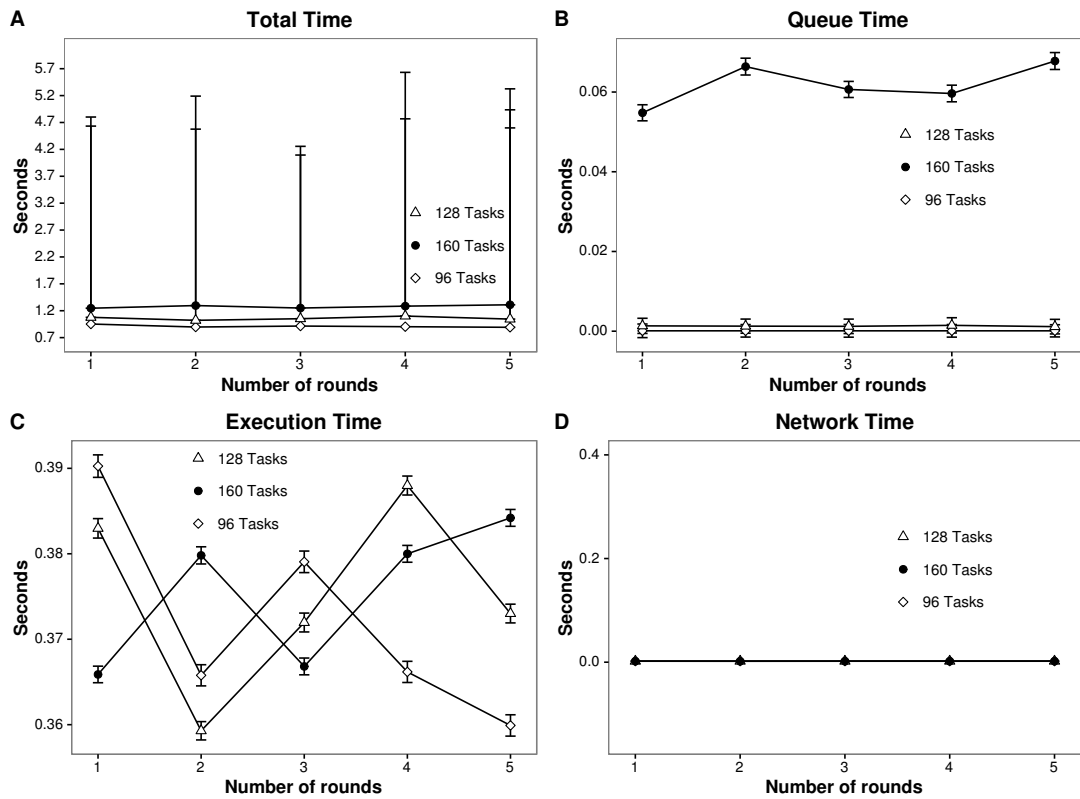 A
Total Time
5.7
5.2
4.7
4.2
3.7
3.2
2.7
2.2
1.7
1.2
0.7
Seconds
128 Tasks
160 Tasks
96 Tasks
1 2 3 4 5
Number of rounds
B
Queue Time
0.06
0.04
0.02
0.00
Seconds
128 Tasks
160 Tasks
96 Tasks
1 2 3 4 5
Number of rounds
C
Execution Time
0.39
0.38
0.37
0.36
Seconds
128 Tasks
160 Tasks
96 Tasks
1 2 3 4 5
Number of rounds
D
Network Time
0.4
0.2
0.0
Seconds
128 Tasks
160 Tasks
96 Tasks
1 2 3 4 5
Number of rounds